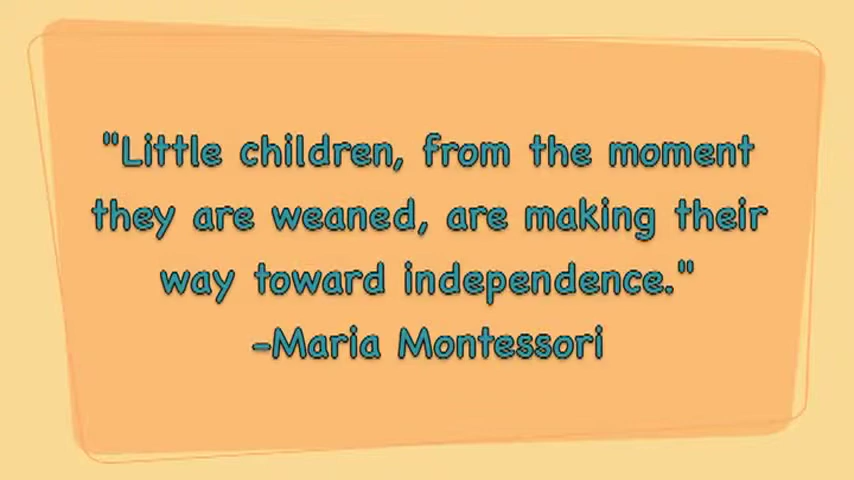 "Little children, from the moment
they are weaned, are making their
way toward independence."
-Maria Montessori